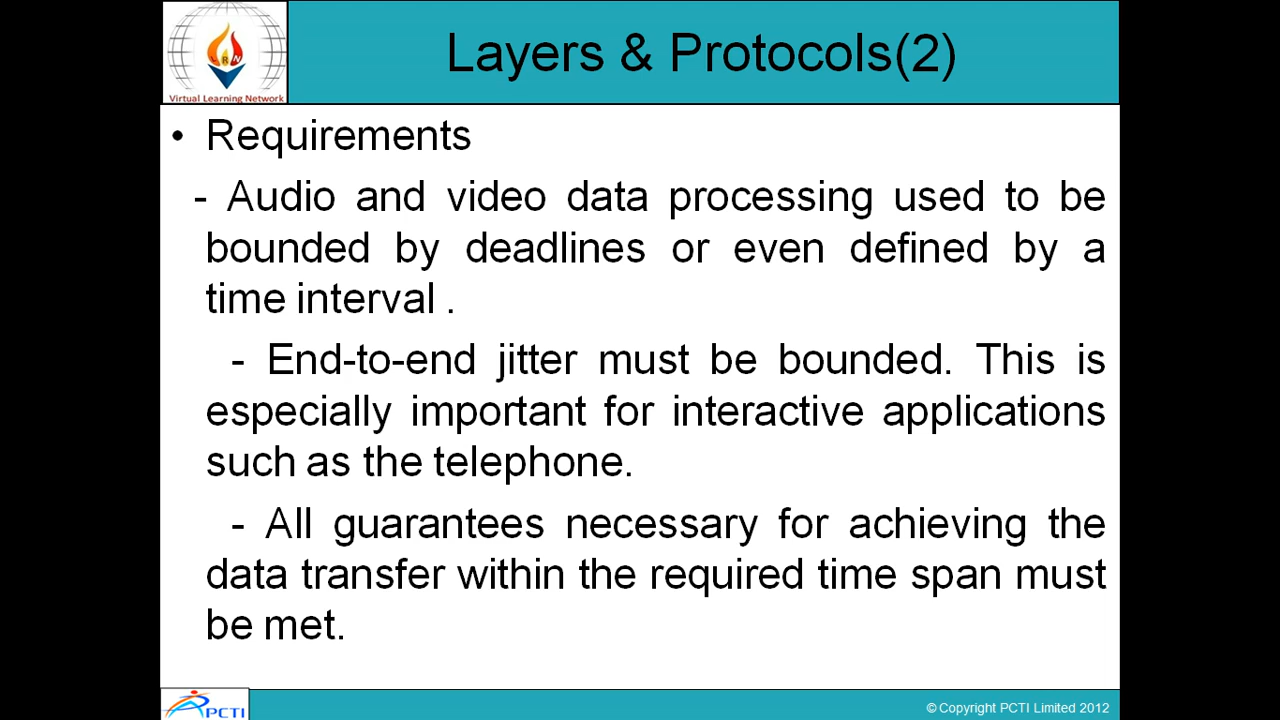 Layers & Protocols(2)
Virtual Learning Network
• Requirements
- Audio and video data processing used to be
bounded by deadlines or even defined by a
time interval .
- End-to-end jitter must be bounded. This is
especially important for interactive applications
such as the telephone.
- All guarantees necessary for achieving the
data transfer within the required time span must
be met.
PCTI
© Copyright PCTI Limited 2012